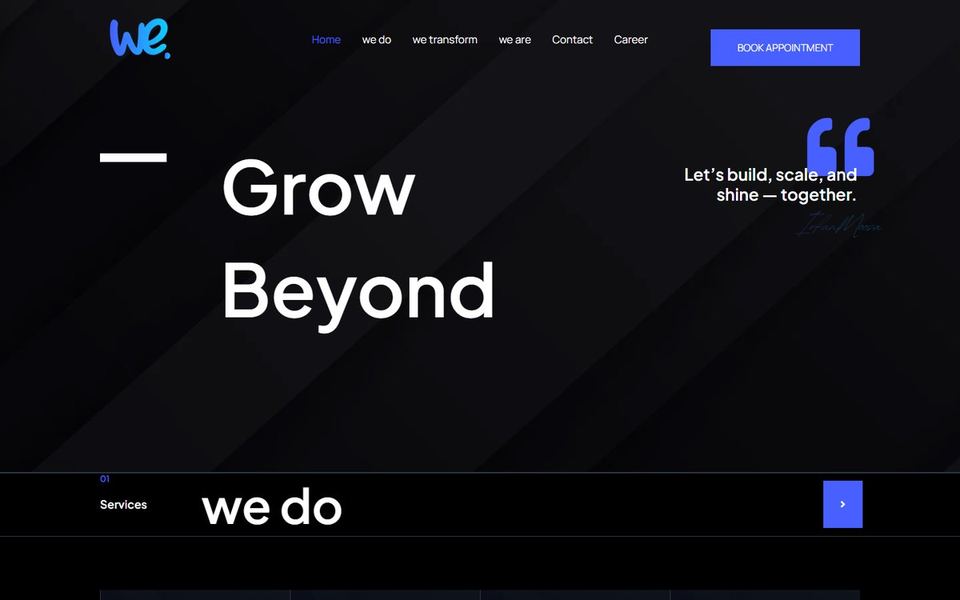 we.
Home we do we transform we are Contact Career
BOOK APPOINTMENT
Grow
Beyond
Let’s build, scale, and
shine — together.
01
Services
we do